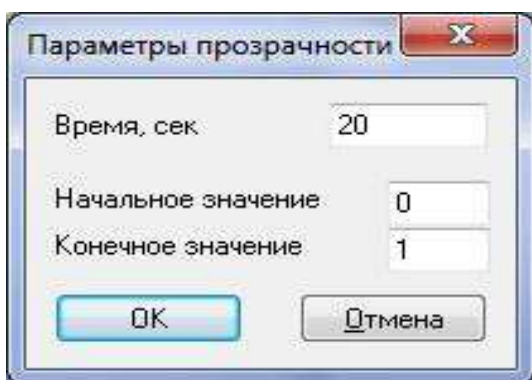 Параметры прозрачности
Время, сек 20
Начальное значение 0
Конечное значение 1
OK Отмена